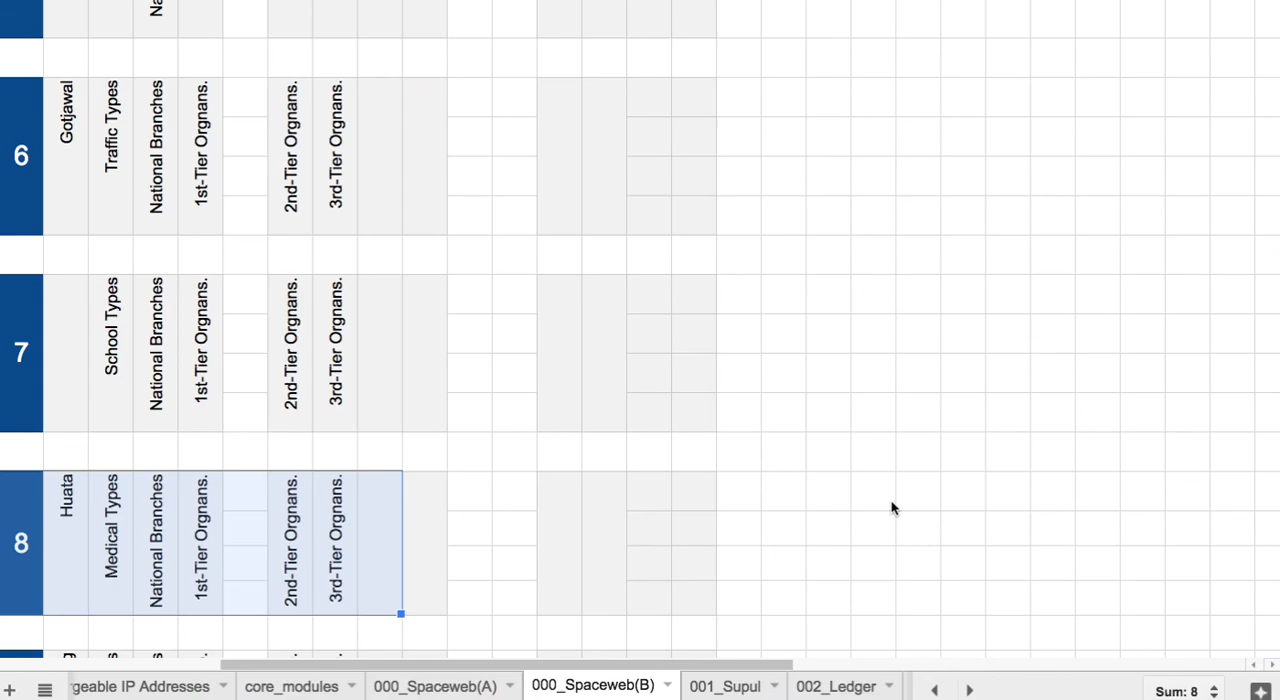 Na
6
Gotjawal
Traffic Types
National Branches
1st-Tier Orgnans.
2nd-Tier Orgnans.
3rd-Tier Orgnans.
7
School Types
National Branches
1st-Tier Orgnans.
2nd-Tier Orgnans.
3rd-Tier Orgnans.
8
Huata
Medical Types
National Branches
1st-Tier Orgnans.
2nd-Tier Orgnans.
3rd-Tier Orgnans.
geable IP Addresses
core_modules
000_Spaceweb(A)
000_Spaceweb(B)
001_Supul
002_Ledger
Sum: 8